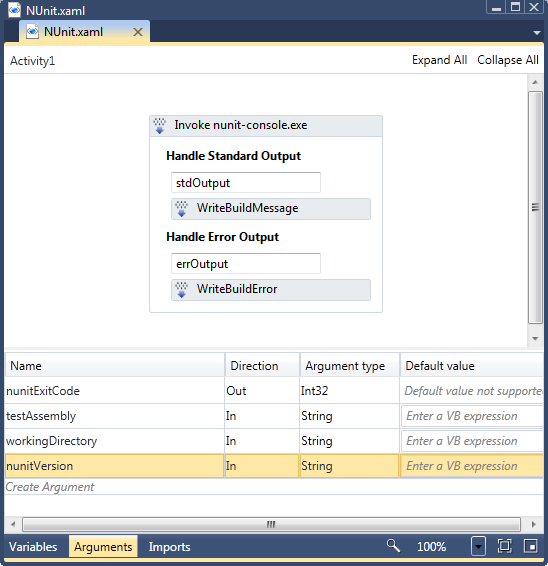 NUnit.xaml
NUnit.xaml
Activity1 Expand All Collapse All
Invoke nunit-console.exe
Handle Standard Output
stdOutput
WriteBuildMessage
Handle Error Output
errOutput
WriteBuildError
Name Direction Argument type Default value
nunitExitCode Out Int32 Default value not supporte
testAssembly In String Enter a VB expression
workingDirectory In String Enter a VB expression
nunitVersion In String Enter a VB expression
Create Argument
Variables Arguments Imports 100%